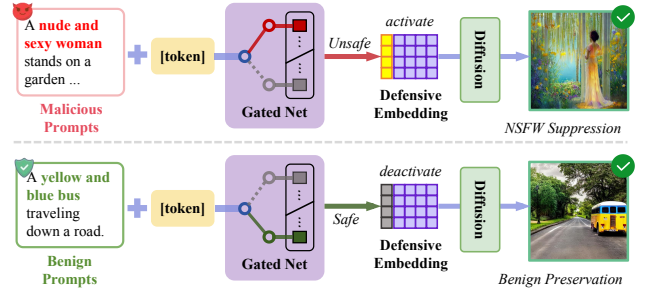 A nude and
sexy woman
stands on a
garden ...
Malicious
Prompts
[token]
Gated Net
Unsafe
activate
Defensive
Embedding
Diffusion
NSFW Suppression
A yellow and
blue bus
traveling
down a road.
Benign
Prompts
[token]
Gated Net
Safe
deactivate
Defensive
Embedding
Diffusion
Benign Preservation